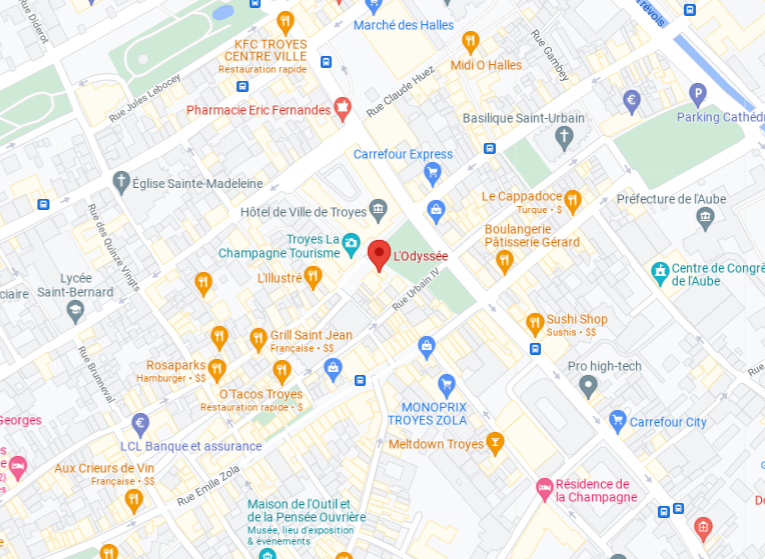 Rue Diderot
Marché des Halles
Trévois
KFC TROYES
CENTRE VILLE
Restauration rapide
Midi O Halles
Rue Gambey
Rue Jules Lebocey
Rue Claude Huez
Pharmacie Eric Fernandes
Basilique Saint-Urbain
Parking Cathéd
Carrefour Express
Église Sainte-Madeleine
Le Cappadoce
Turque • $
Préfecture de l'Aube
Hôtel de Ville de Troyes
Rue des Quinze Vingts
Boulangerie
Pâtisserie Gérard
Troyes La
Champagne Tourisme
L'Odyssée
Centre de Congrè
de l'Aube
Lycée
Saint-Bernard
ciaire
L'Illustré
Rue Urbain IV
Sushi Shop
Sushis • $$
Grill Saint Jean
Française • $$
Rue Brunneval
Rosaparks
Hamburger • $$
Pro high-tech
Rue
O'Tacos Troyes
Restauration rapide • $
MONOPRIX
TROYES ZOLA
Georges
Carrefour City
LCL Banque et assurance
Meltdown Troyes
Aux Crieurs de Vin
Française • $$
Rue Emile Zola
Résidence de
la Champagne
Maison de l'Outil et
de la Pensée Ouvrière
Musée, lieu d'exposition
& événements